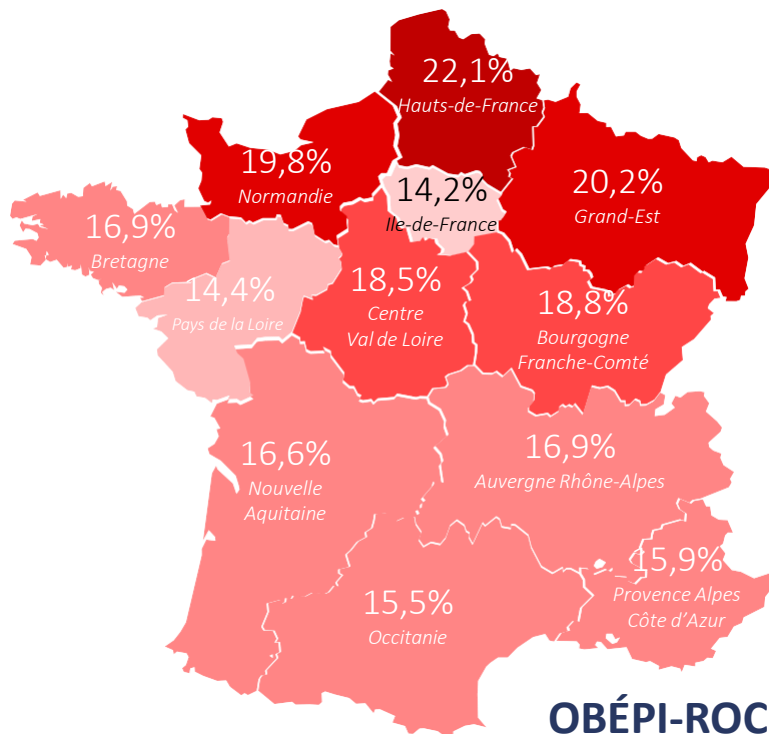 22,1%
Hauts-de-France
19,8%
Normandie
14,2%
Ile-de-France
20,2%
Grand-Est
16,9%
Bretagne
14,4%
Pays de la Loire
18,5%
Centre
Val de Loire
18,8%
Bourgogne
Franche-Comté
16,6%
Nouvelle
Aquitaine
16,9%
Auvergne Rhône-Alpes
15,5%
Occitanie
15,9%
Provence Alpes
Côte d'Azur
OBÉPI-ROC